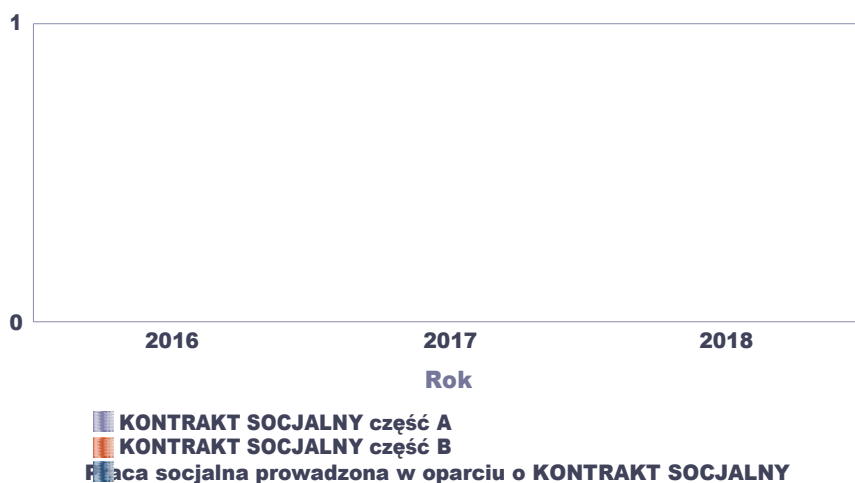 1
0
2016 2017 2018
Rok
KONTRAKT SOCJALNY część A
KONTRAKT SOCJALNY część B
Praca socjalna prowadzona w oparciu o KONTRAKT SOCJALNY